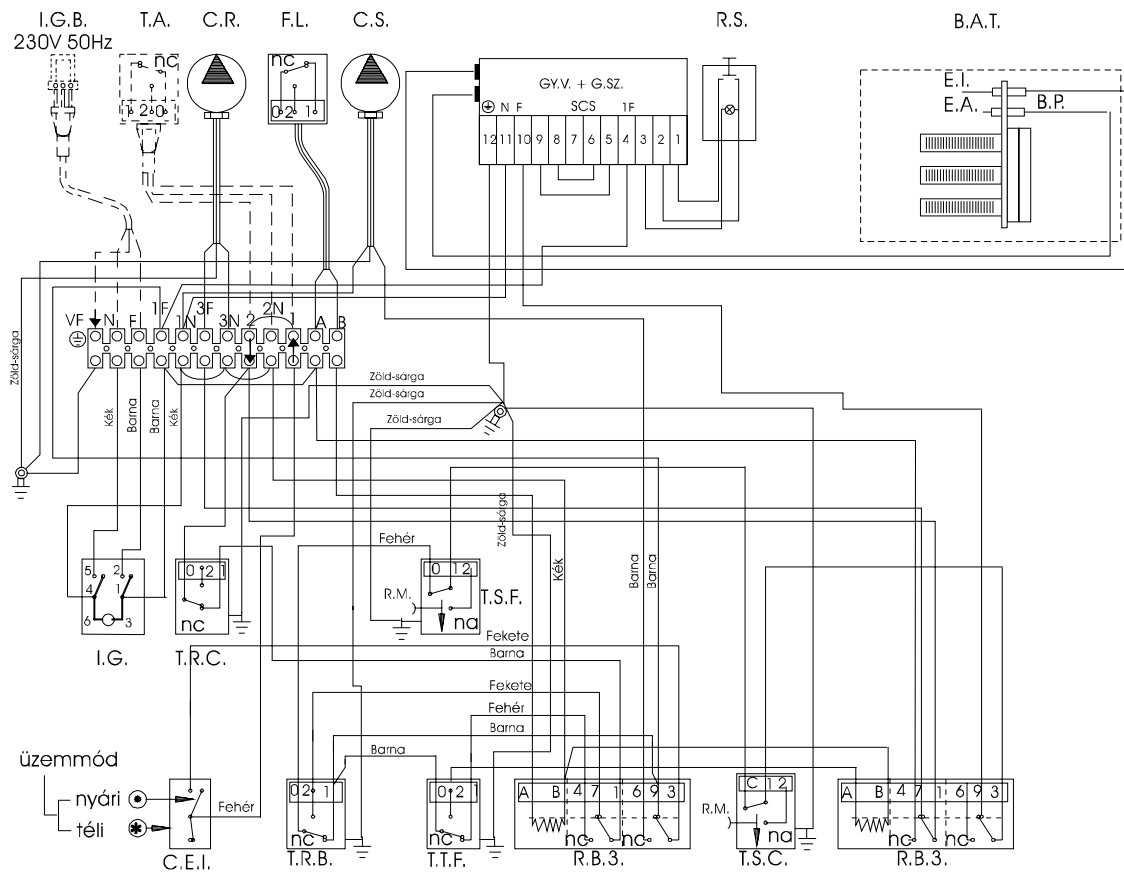 I.G.B. T.A. C.R. F.L. C.S. R.S. B.A.T.
230V 50Hz
nc nc
1 2 0 0 2 1
GY.V. + G.SZ.
N F SCS 1F
12 11 10 9 8 7 6 5 4 3 2 1
E.I.
E.A. B.P.
VF N F 1F 1N 3F 3N 2 2N 1 A B
Zöld-sárga
Kék
Barna
Barna
Kék
Zöld-sárga
Zöld-sárga
Zöld-sárga
Zöld-sárga
Kék
Barna
Barna
5 2
4 1
6 3
I.G.
0 2 1
nc
T.R.C.
Fehér
0 1 2
R.M.
na
T.S.F.
Fekete
Barna
Fekete
Fehér
Barna
Barna
üzemmód
nyári
téli
Fehér
C.E.I.
0 2 1
nc
T.R.B.
0 2 1
nc
T.T.F.
A B 4 7 1 6 9 3
nc nc
R.B.3.
C 1 2
R.M.
na
T.S.C.
A B 4 7 1 6 9 3
nc nc
R.B.3.